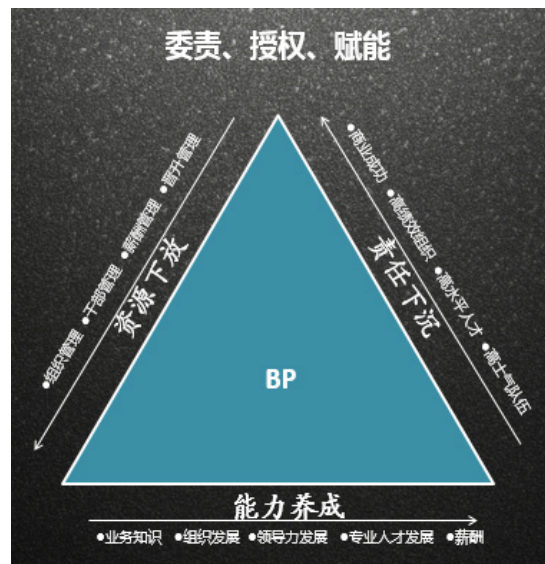 委责、授权、赋能
●晋升管理
●薪酬管理
●干部管理
●组织管理
资源下放
●商业成功
●高绩效组织
●高水平人才
●高士气队伍
责任下沉
BP
能力养成
●业务知识 ●组织发展 ●领导力发展 ●专业人才发展 ●薪酬